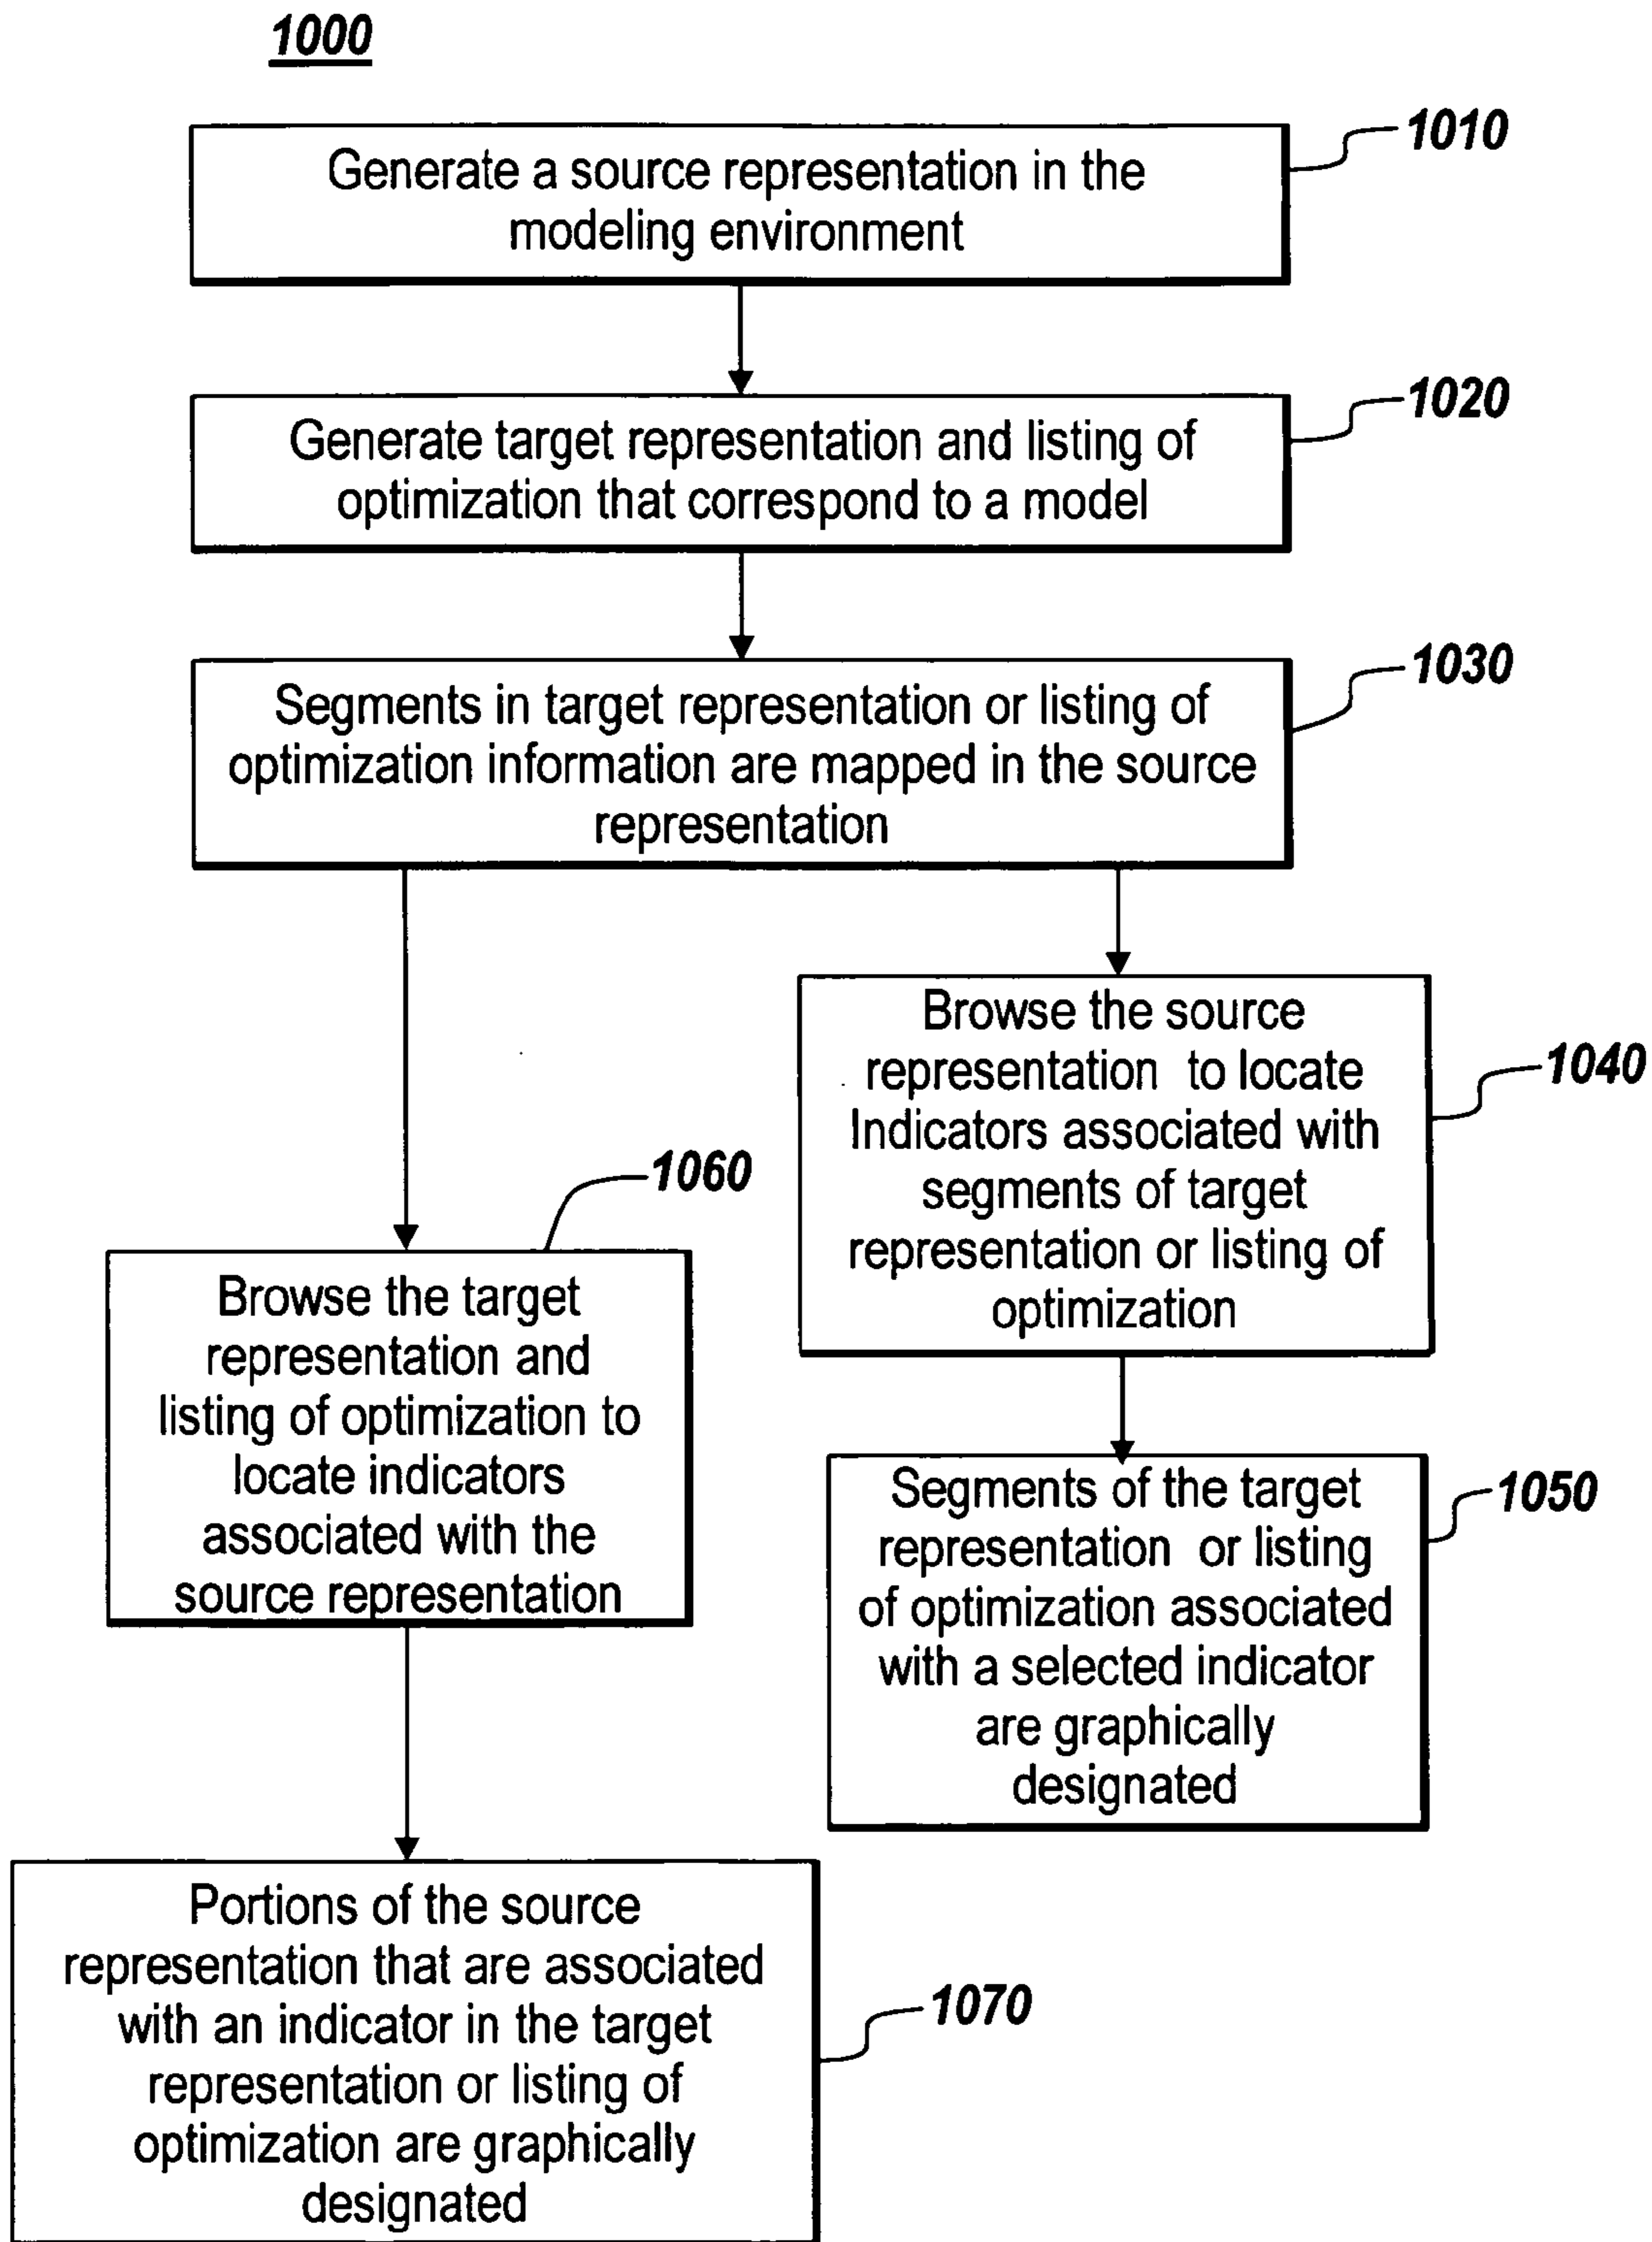 1000
Generate a source representation in the
modeling environment
1010
Generate target representation and listing of
optimization that correspond to a model
1020
Segments in target representation or listing of
optimization information are mapped in the source
representation
1030
Browse the source
representation to locate
Indicators associated with
segments of target
representation or listing of
optimization
1040
Segments of the target
representation or listing
of optimization associated
with a selected indicator
are graphically
designated
1050
Browse the target
representation and
listing of optimization to
locate indicators
associated with the
source representation
1060
Portions of the source
representation that are associated
with an indicator in the target
representation or listing of
optimization are graphically
designated
1070